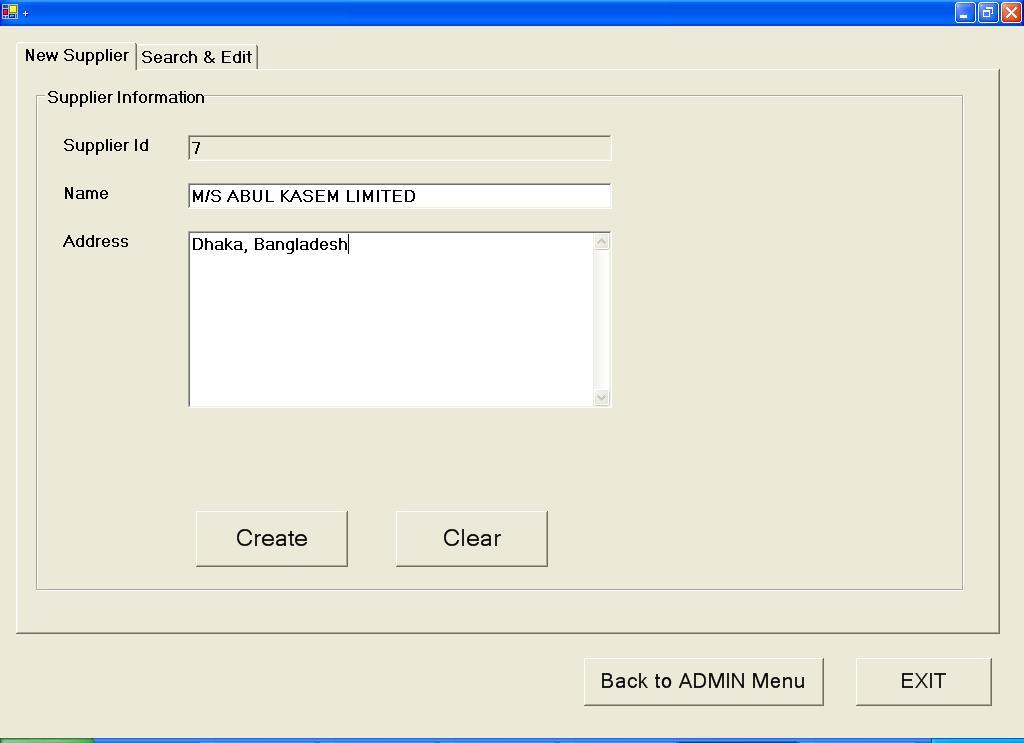 +
New Supplier
Search & Edit
Supplier Information
Supplier Id
7
Name
M/S ABUL KASEM LIMITED
Address
Dhaka, Bangladesh
Create
Clear
Back to ADMIN Menu
EXIT